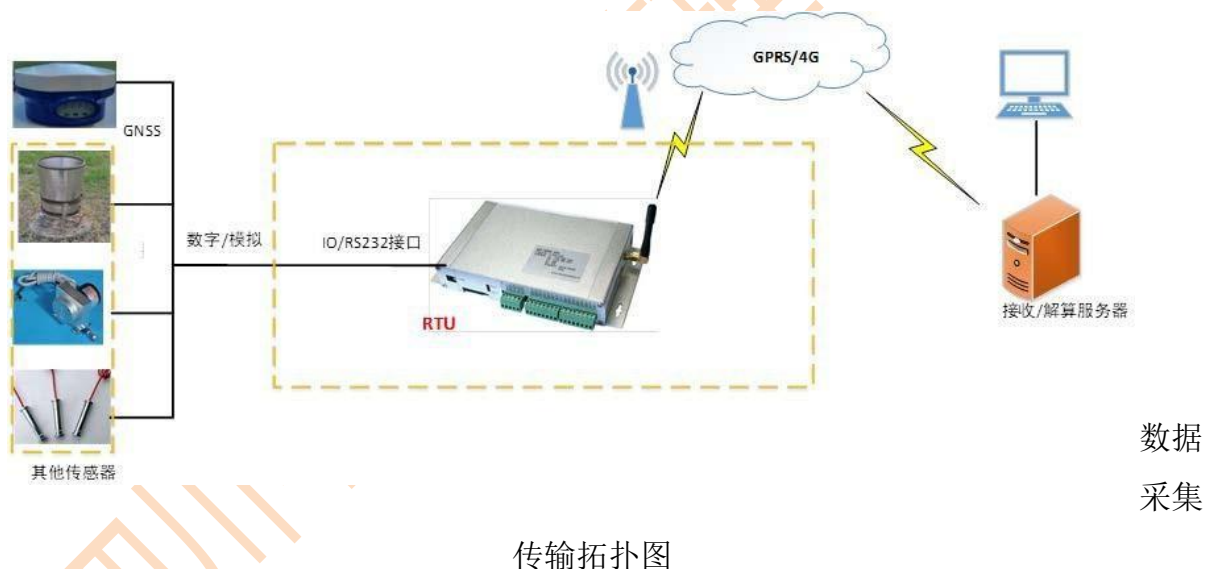 GPRS/4G
GNSS
数字/模拟
IO/RS232接口
RTU
接收/解算服务器
其他传感器
数据
采集
传输拓扑图